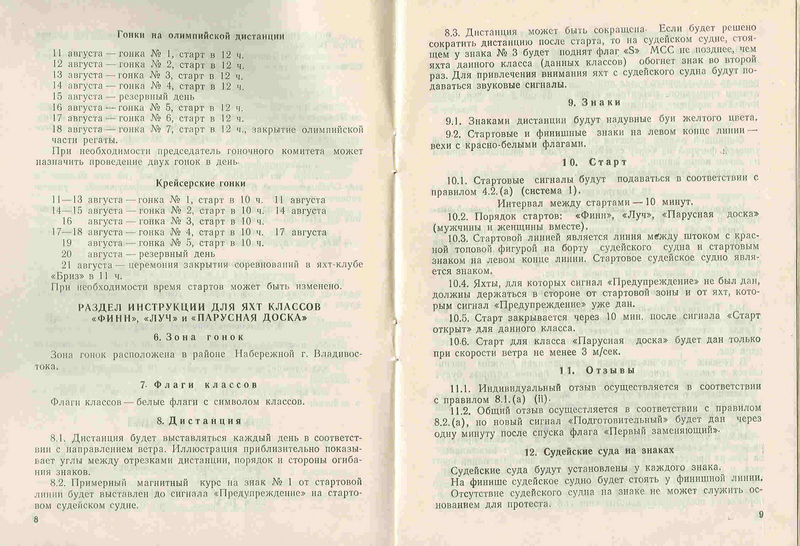 Гонки на олимпийской дистанции
11 августа — гонка № 1, старт в 12 ч.
12 августа — гонка № 2, старт в 12 ч.
13 августа — гонка № 3, старт в 12 ч.
14 августа — гонка № 4, старт в 12 ч.
15 августа — резервный день
16 августа — гонка № 5, старт в 12 ч.
17 августа — гонка № 6, старт в 12 ч.
18 августа — гонка № 7, старт в 12 ч., закрытие олимпийской
части регаты.
При необходимости председатель гоночного комитета может
назначить проведение двух гонок в день.
Крейсерские гонки
11—13 августа — гонка № 1, старт в 10 ч. 11 августа
14—15 августа — гонка № 2, старт в 10 ч. 14 августа
16 августа — гонка № 3, старт в 10 ч.
17—18 августа — гонка № 4, старт в 10 ч. 17 августа
19 августа — гонка № 5, старт в 10 ч.
20 августа — резервный день
21 августа — церемония закрытии соревнований в яхт-клубе
«Бриз» в 11 ч.
При необходимости время стартов может быть изменено.
РАЗДЕЛ ИНСТРУКЦИИ ДЛЯ ЯХТ КЛАССОВ
«ФИНН», «ЛУЧ» и «ПАРУСНАЯ ДОСКА»
6. Зона гонок
Зона гонок расположена в районе Набережной г. Владивос-
тока.
7. Флаги классов
Флаги классов — белые флаги с символом классов.
8. Дистанция
8.1. Дистанция будет выставляться каждый день в соответст-
вии с направления ветра. Иллюстрация приблизительно показы-
вает углы между отрезками дистанции, порядок и стороны огиба-
ния знаков.
8.2. Примерный магнитный курс на знак № 1 от стартовой
линии будет выставлен до сигнала «Предупреждение» на старто-
вом судейском судне.
8
8.3. Дистанция может быть сокращена. Если будет решено
сократить дистанцию после старта, то на судейском судне, стоя-
щем у знака № 3 будет поднят флаг «S» МСС не позднее, чем
яхта данного класса (данных классов) обогнет знак во второй
раз. Для привлечения внимания яхт с судейского судна будут по-
даваться звуковые сигналы.
9. Знаки
9.1. Знаками дистанции будут надувные буи желтого цвета.
9.2. Стартовые и финишные знаки на левом конце линии —
вехи с красно-белыми флагами.
10. Старт
10.1. Стартовые сигналы будут подаваться в соответствии с
правилом 4.2.(а) (система 1).
Интервал между стартами — 10 минут.
10.2. Порядок стартов: «Финн», «Луч», «Парусная доска»
(мужчины и женщины вместе).
10.3. Стартовой линией является линия между штоком с крас-
ной топовой фигурой на борту судейского судна и стартовым
знаком на левом конце линии. Стартовое судейское судно явля-
ется знаком.
10.4. Яхты, для которых сигнал «Предупреждение» не был дан,
должны держаться в стороне от стартовой зоны и от яхт, кото-
рым сигнал «Предупреждение» уже дан.
10.5. Старт закрывается через 10 мин. после сигнала «Старт
открыт» для данного класса.
10.6. Старт для класса «Парусная доска» будет дан только
при скорости ветра не менее 3 м/сек.
11. Отзывы
11.1. Индивидуальный отзыв осуществляется в соответствии
с правилом 8.1.(а) (ii).
11.2. Общий отзыв осуществляется в соответствии с правилом
8.2.(а), но новый сигнал «Подготовительный» будет дан через
одну минуту после спуска флага «Первый заменяющий».
12. Судейские суда на знаках
Судейские суда будут установлены у каждого знака.
На финише судейское судно будет стоять у финишной линии.
Отсутствие судейского судна на знаке не может служить ос-
нованием для протеста.
9